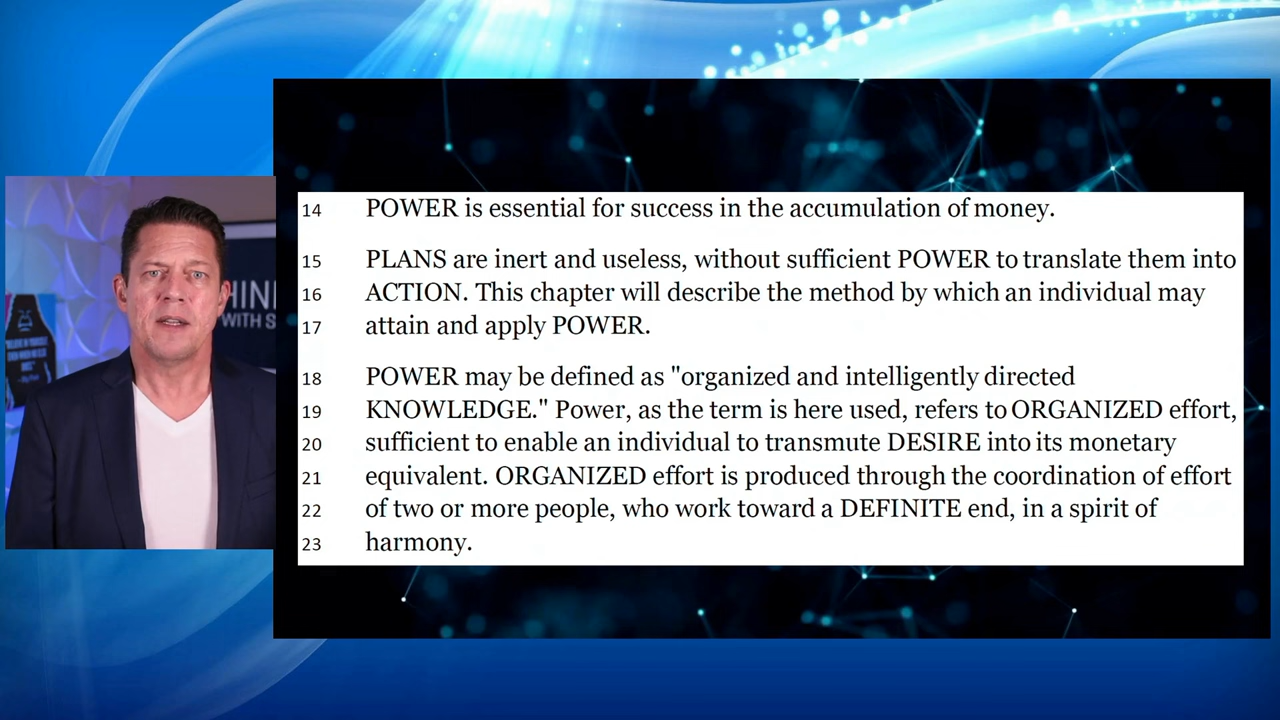 HIN
WITH S
14 POWER is essential for success in the accumulation of money.
15 PLANS are inert and useless, without sufficient POWER to translate them into
16 ACTION. This chapter will describe the method by which an individual may
17 attain and apply POWER.
18 POWER may be defined as "organized and intelligently directed
19 KNOWLEDGE." Power, as the term is here used, refers to ORGANIZED effort,
20 sufficient to enable an individual to transmute DESIRE into its monetary
21 equivalent. ORGANIZED effort is produced through the coordination of effort
22 of two or more people, who work toward a DEFINITE end, in a spirit of
23 harmony.